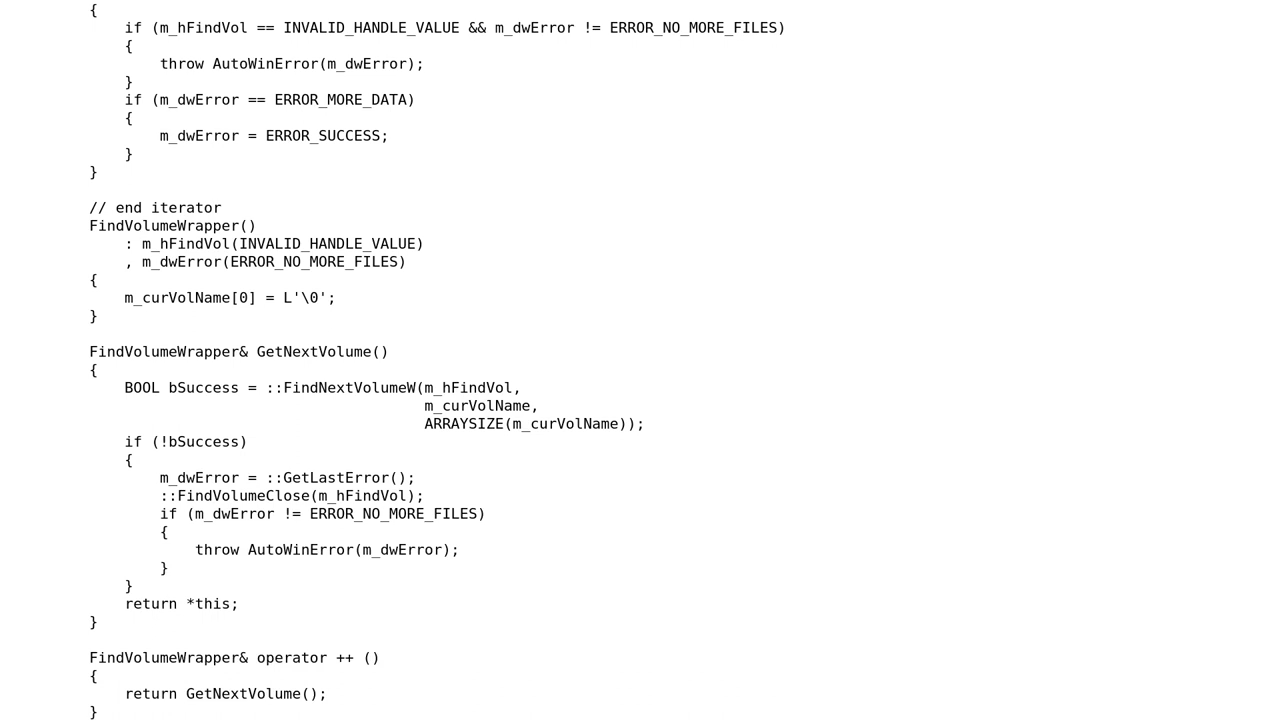 {
    if (m_hFindVol == INVALID_HANDLE_VALUE && m_dwError != ERROR_NO_MORE_FILES)
    {
        throw AutoWinError(m_dwError);
    }
    if (m_dwError == ERROR_MORE_DATA)
    {
        m_dwError = ERROR_SUCCESS;
    }
}

// end iterator
FindVolumeWrapper()
    : m_hFindVol(INVALID_HANDLE_VALUE)
    , m_dwError(ERROR_NO_MORE_FILES)
{
    m_curVolName[0] = L'\0';
}

FindVolumeWrapper& GetNextVolume()
{
    BOOL bSuccess = ::FindNextVolumeW(m_hFindVol,
                                      m_curVolName,
                                      ARRAYSIZE(m_curVolName));
    if (!bSuccess)
    {
        m_dwError = ::GetLastError();
        ::FindVolumeClose(m_hFindVol);
        if (m_dwError != ERROR_NO_MORE_FILES)
        {
            throw AutoWinError(m_dwError);
        }
    }
    return *this;
}

FindVolumeWrapper& operator ++ ()
{
    return GetNextVolume();
}